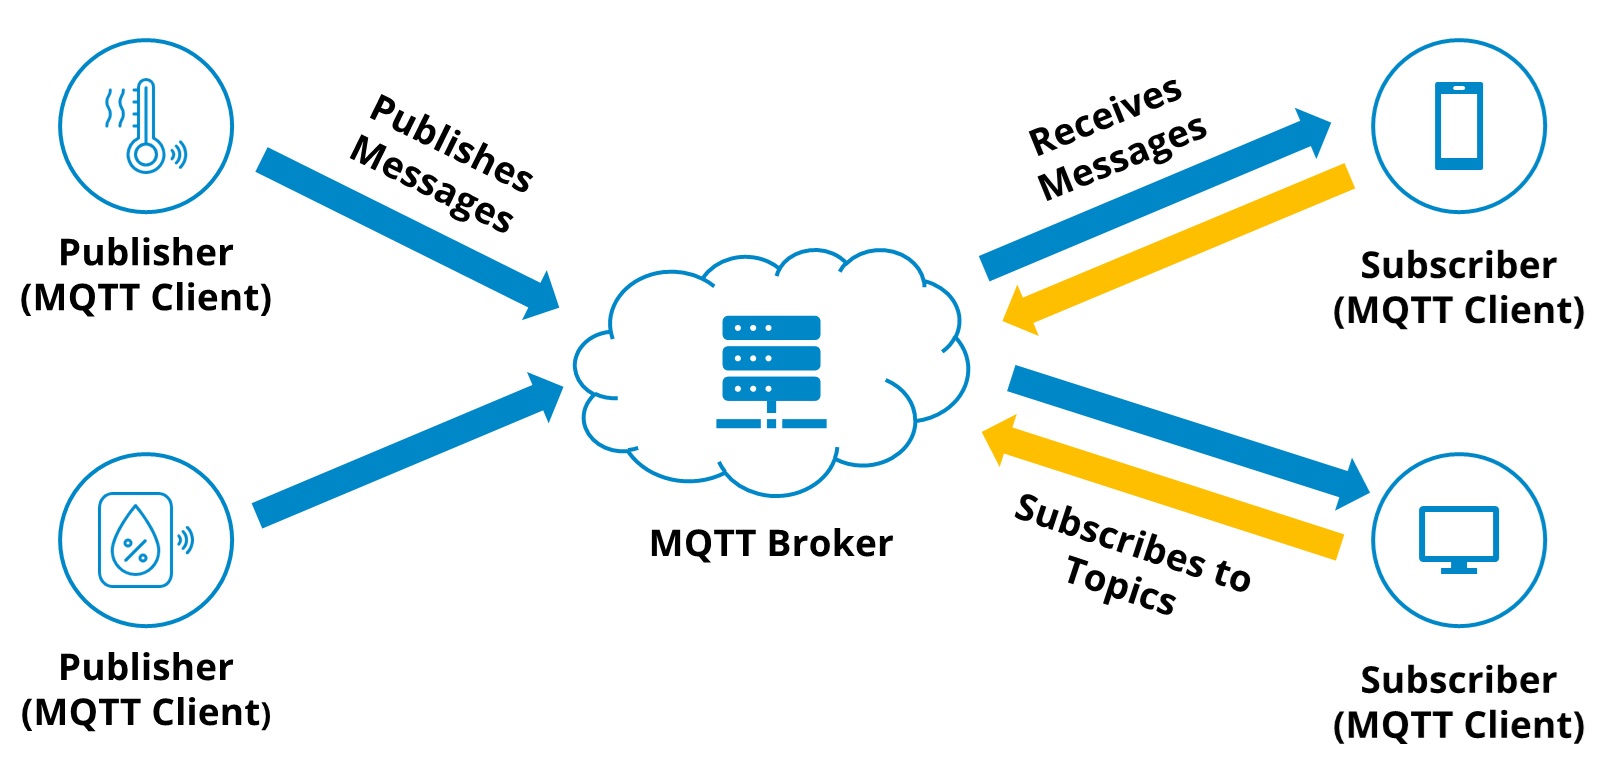 Publishes
Messages
Receives
Messages
Publisher
(MQTT Client)
Subscriber
(MQTT Client)
MQTT Broker
Subscribes to
Topics
Publisher
(MQTT Client)
Subscriber
(MQTT Client)